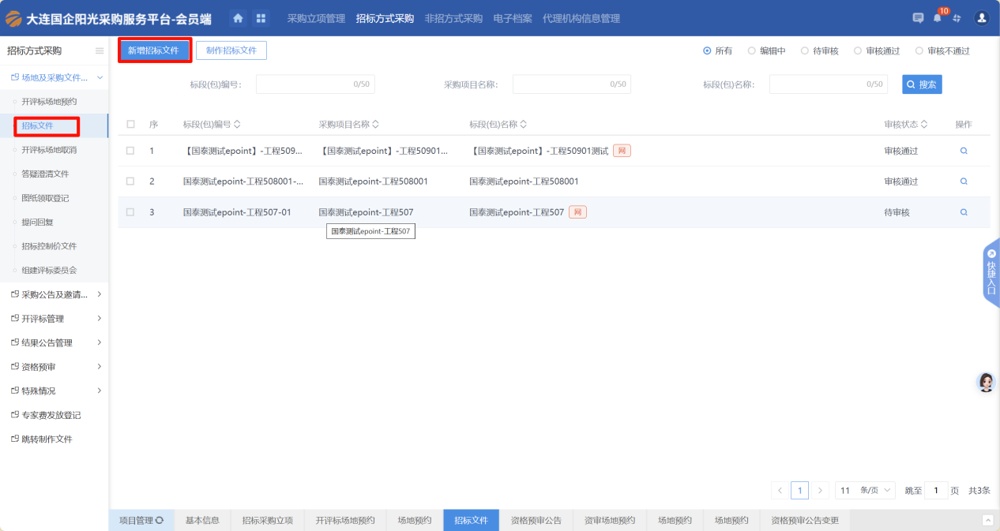 大连国企阳光采购服务平台-会员端
采购立项管理 招标方式采购 非招方式采购 电子档案 代理机构信息管理
10
招标方式采购
场地及采购文件...
开评标场地预约
招标文件
开评标场地取消
答疑澄清文件
图纸领取登记
提问回复
招标控制价文件
组建评标委员会
采购公告及邀请...
开评标管理
结果公告管理
资格预审
特殊情况
专家费发放登记
跳转制作文件
新增招标文件 制作招标文件
所有 编辑中 待审核 审核通过 审核不通过
标段(包)编号: 0/50 采购项目名称: 0/50 标段(包)名称: 0/50 搜索
序 标段(包)编号 采购项目名称 标段(包)名称 审核状态 操作
1 【国泰测试epoint】-工程509... 【国泰测试epoint】-工程50901... 【国泰测试epoint】-工程50901测试 网 审核通过
2 国泰测试epoint-工程508001-... 国泰测试epoint-工程508001 国泰测试epoint-工程508001 审核通过
3 国泰测试epoint-工程507-01 国泰测试epoint-工程507 国泰测试epoint-工程507 网 待审核
国泰测试epoint-工程507
快捷入口
1 11 条/页 跳至 1 页 共3条
项目管理 基本信息 招标采购立项 开评标场地预约 场地预约 招标文件 资格预审公告 资审场地预约 场地预约 场地预约 资格预审公告变更